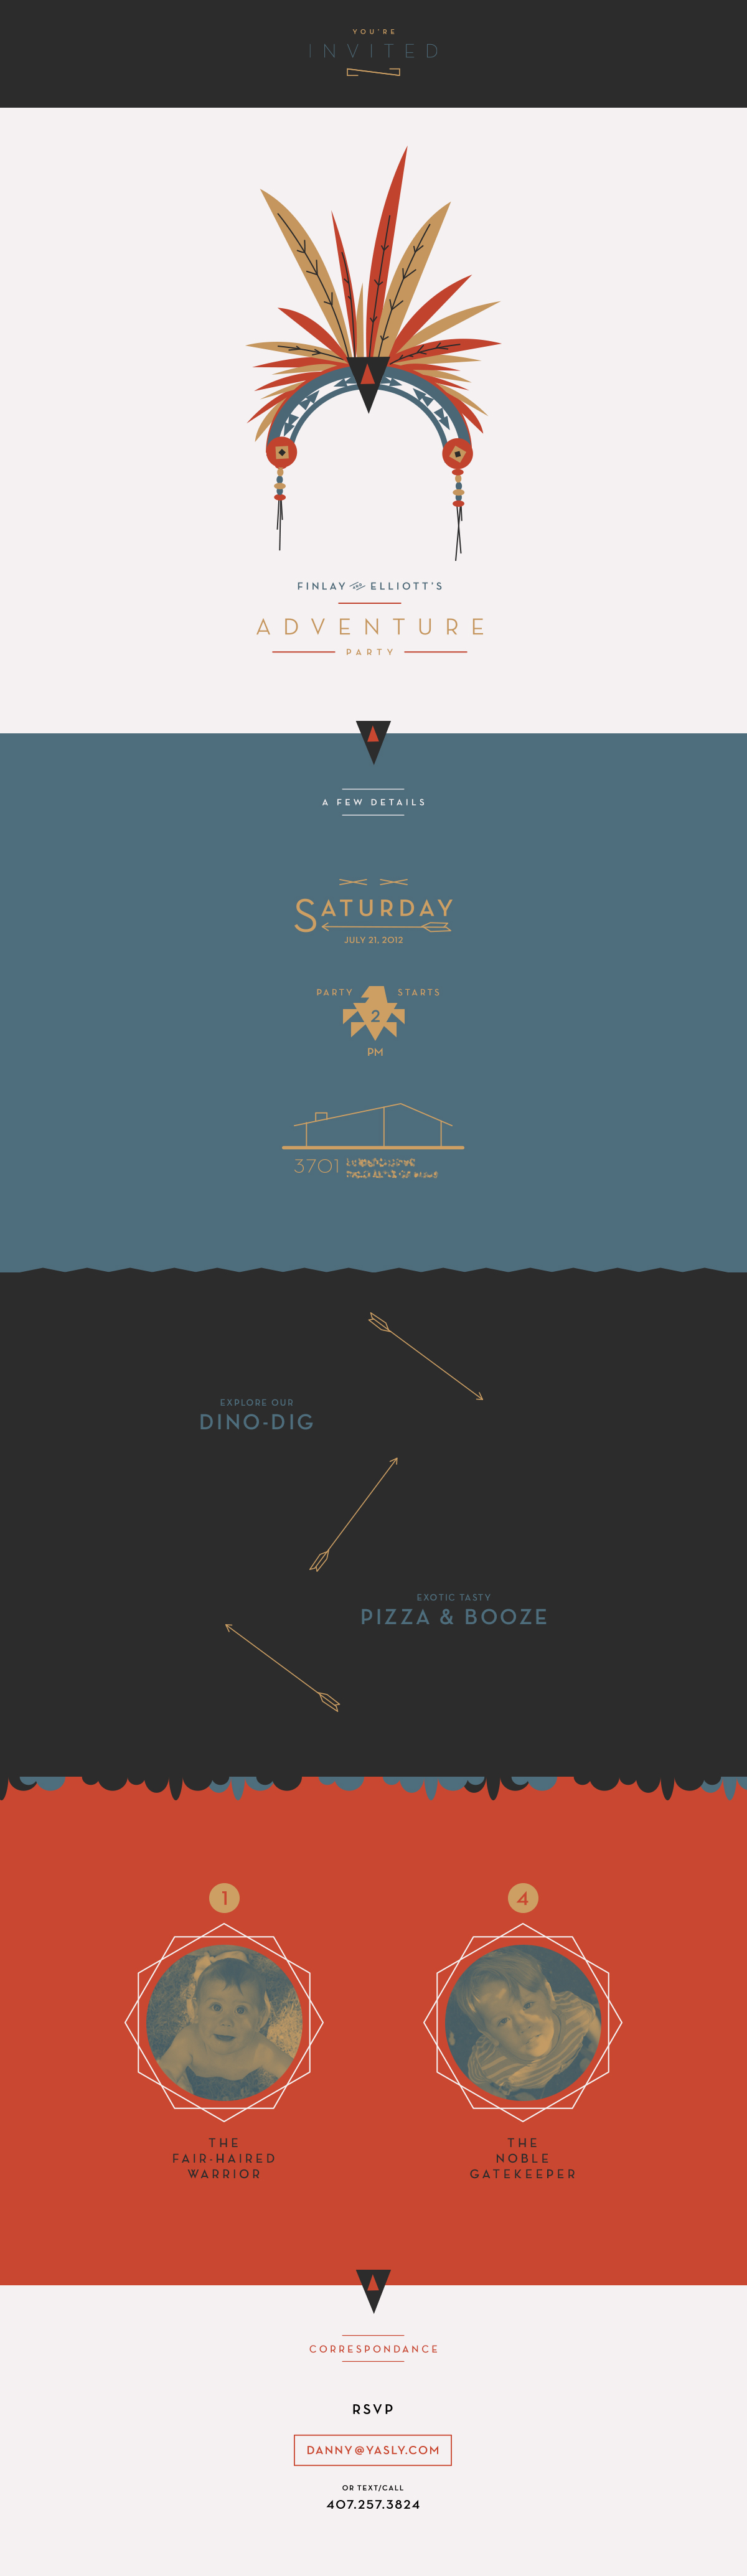 YOU'RE
INVITED
FINLAY AND ELLIOTT'S
ADVENTURE
PARTY
A FEW DETAILS
SATURDAY
JULY 21, 2012
PARTY STARTS
2
PM
3701
EXPLORE OUR
DINO-DIG
EXOTIC TASTY
PIZZA & BOOZE
1
4
THE
FAIR-HAIRED
WARRIOR
THE
NOBLE
GATEKEEPER
CORRESPONDANCE
RSVP
DANNY@YASLY.COM
OR TEXT/CALL
407.257.3824